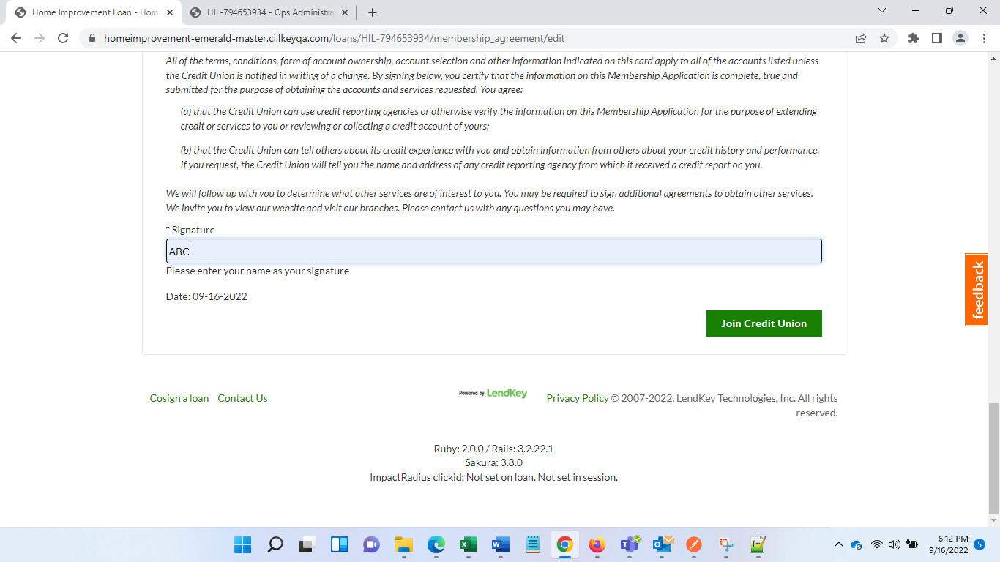 Home Improvement Loan - Hom
HIL-794653934 - Ops Administra
homeimprovement-emerald-master.ci.lkeyqa.com/loans/HIL-794653934/membership_agreement/edit
All of the terms, conditions, form of account ownership, account selection and other information indicated on this card apply to all of the accounts listed unless
the Credit Union is notified in writing of a change. By signing below, you certify that the information on this Membership Application is complete, true and
submitted for the purpose of obtaining the accounts and services requested. You agree:
(a) that the Credit Union can use credit reporting agencies or otherwise verify the information on this Membership Application for the purpose of extending
credit or services to you or reviewing or collecting a credit account of yours;
(b) that the Credit Union can tell others about its credit experience with you and obtain information from others about your credit history and performance.
If you request, the Credit Union will tell you the name and address of any credit reporting agency from which it received a credit report on you.
We will follow up with you to determine what other services are of interest to you. You may be required to sign additional agreements to obtain other services.
We invite you to view our website and visit our branches. Please contact us with any questions you may have.
* Signature
ABC
Please enter your name as your signature
feedback
Date: 09-16-2022
Join Credit Union
Cosign a loan Contact Us
Powered by LendKey
Privacy Policy © 2007-2022, LendKey Technologies, Inc. All rights
reserved.
Ruby: 2.0.0 / Rails: 3.2.22.1
Sakura: 3.8.0
ImpactRadius clickid: Not set on loan. Not set in session.
6:12 PM
9/16/2022
5